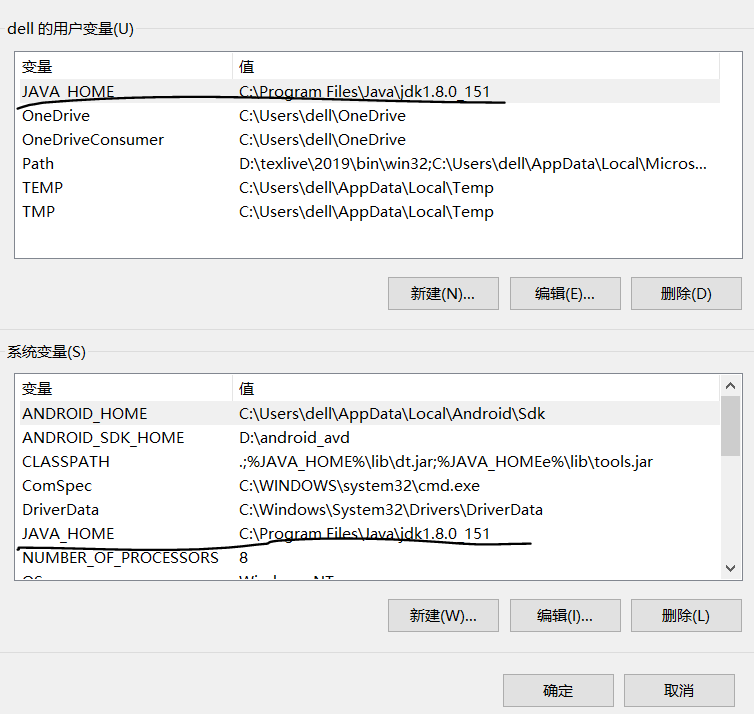 dell 的用户变量(U)
变量 值
JAVA_HOME C:\Program Files\Java\jdk1.8.0_151
OneDrive C:\Users\dell\OneDrive
OneDriveConsumer C:\Users\dell\OneDrive
Path D:\texlive\2019\bin\win32;C:\Users\dell\AppData\Local\Micros...
TEMP C:\Users\dell\AppData\Local\Temp
TMP C:\Users\dell\AppData\Local\Temp
新建(N)... 编辑(E)... 删除(D)
系统变量(S)
变量 值
ANDROID_HOME C:\Users\dell\AppData\Local\Android\Sdk
ANDROID_SDK_HOME D:\android_avd
CLASSPATH .;%JAVA_HOME%\lib\dt.jar;%JAVA_HOMEe%\lib\tools.jar
ComSpec C:\WINDOWS\system32\cmd.exe
DriverData C:\Windows\System32\Drivers\DriverData
JAVA_HOME C:\Program Files\Java\jdk1.8.0_151
NUMBER_OF_PROCESSORS 8
OS Windows_NT
新建(W)... 编辑(I)... 删除(L)
确定 取消